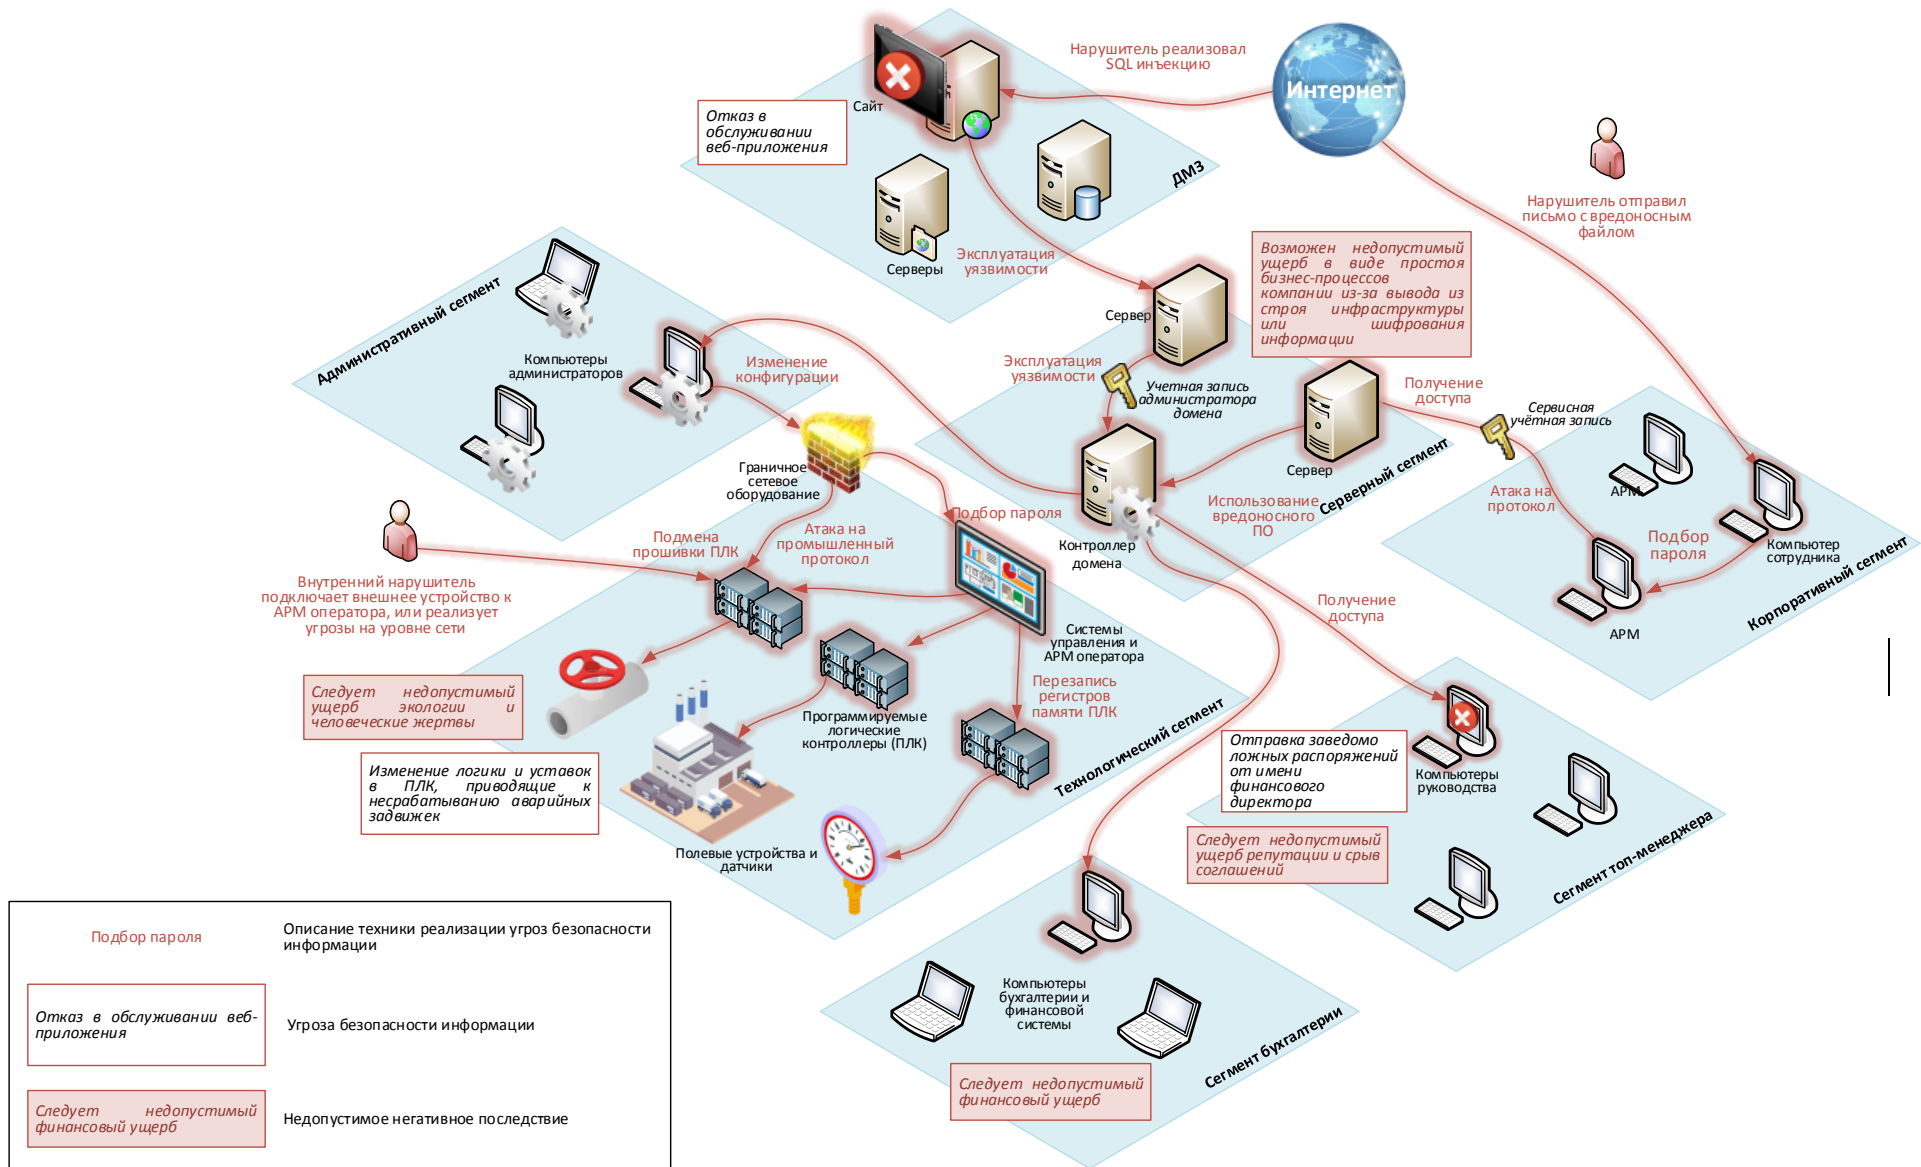 Нарушитель реализовал
SQL инъекцию
Интернет
Сайт
Отказ в
обслуживании
веб-приложения
ДМЗ
Серверы
Эксплуатация
уязвимости
Нарушитель отправил
письмо с вредоносным
файлом
Возможен недопустимый
ущерб в виде простоя
бизнес-процессов
компании из-за вывода из
строя инфраструктуры
или шифрования
информации
Административный сегмент
Компьютеры
администраторов
Изменение
конфигурации
Сервер
Эксплуатация
уязвимости
Учетная запись
администратора
домена
Получение
доступа
Сервисная
учётная запись
Сервер
Серверный сегмент
Использование
вредоносного
ПО
Контроллер
домена
АРМ
Атака на
протокол
Подбор
пароля
Компьютер
сотрудника
АРМ
Корпоративный сегмент
Граничное
сетевое
оборудование
Подбор пароля
Подмена
прошивки ПЛК
Атака на
промышленный
протокол
Внутренний нарушитель
подключает внешнее устройство к
АРМ оператора, или реализует
угрозы на уровне сети
Системы
управления и
АРМ оператора
Получение
доступа
Следует недопустимый
ущерб экологии и
человеческие жертвы
Программируемые
логические
контроллеры (ПЛК)
Перезапись
регистров
памяти ПЛК
Технологический сегмент
Изменение логики и уставок
в ПЛК, приводящие к
несрабатыванию аварийных
задвижек
Полевые устройства и
датчики
Отправка заведомо
ложных распоряжений
от имени
финансового
директора
Компьютеры
руководства
Следует недопустимый
ущерб репутации и срыв
соглашений
Сегмент топ-менеджера
Компьютеры
бухгалтерии и
финансовой
системы
Сегмент бухгалтерии
Следует недопустимый
финансовый ущерб
Подбор пароля
Описание техники реализации угроз безопасности
информации
Отказ в обслуживании веб-
приложения
Угроза безопасности информации
Следует недопустимый
финансовый ущерб
Недопустимое негативное последствие